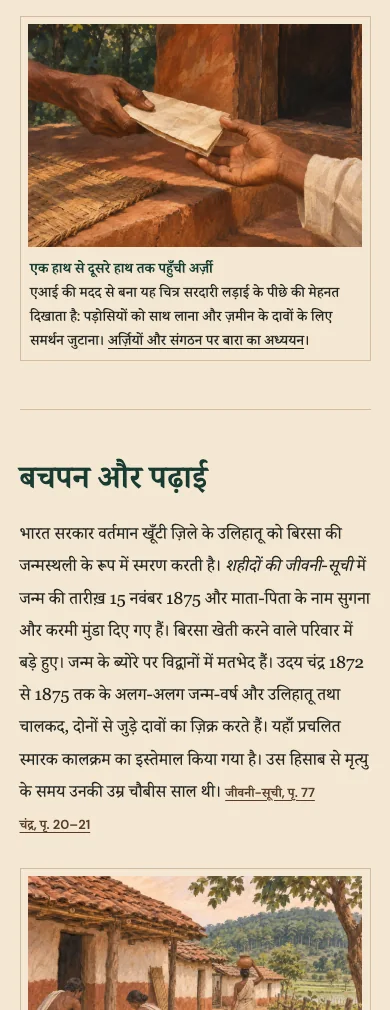 एक हाथ से दूसरे हाथ तक पहुँची अर्ज़ी
एआई की मदद से बना यह चित्र सरदारी लड़ाई के पीछे की मेहनत
दिखाता है: पड़ोसियों को साथ लाना और ज़मीन के दावों के लिए
समर्थन जुटाना। अर्ज़ियों और संगठन पर बारा का अध्ययन।
बचपन और पढ़ाई
भारत सरकार वर्तमान खूँटी ज़िले के उलिहातू को बिरसा की
जन्मस्थली के रूप में स्मरण करती है। शहीदों की जीवनी-सूची में
जन्म की तारीख़ 15 नवंबर 1875 और माता-पिता के नाम सुगना
और करमी मुंडा दिए गए हैं। बिरसा खेती करने वाले परिवार में
बड़े हुए। जन्म के ब्योरे पर विद्वानों में मतभेद हैं। उदय चंद्र 1872
से 1875 तक के अलग-अलग जन्म-वर्ष और उलिहातू तथा
चालकद, दोनों से जुड़े दावों का ज़िक्र करते हैं। यहाँ प्रचलित
स्मारक कालक्रम का इस्तेमाल किया गया है। उस हिसाब से मृत्यु
के समय उनकी उम्र चौबीस साल थी। जीवनी-सूची, पृ. 77
चंद्र, पृ. 20–21